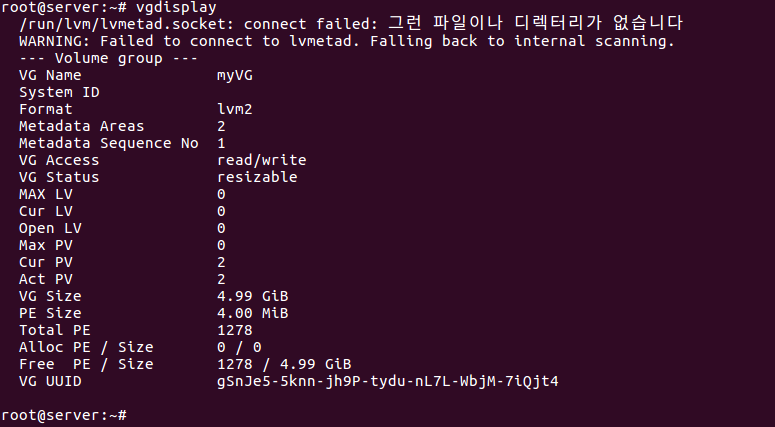 root@server:~# vgdisplay
/run/lvm/lvmetad.socket: connect failed: 그런 파일이나 디렉터리가 없습니다
WARNING: Failed to connect to lvmetad. Falling back to internal scanning.
--- Volume group ---
VG Name myVG
System ID
Format lvm2
Metadata Areas 2
Metadata Sequence No 1
VG Access read/write
VG Status resizable
MAX LV 0
Cur LV 0
Open LV 0
Max PV 0
Cur PV 2
Act PV 2
VG Size 4.99 GiB
PE Size 4.00 MiB
Total PE 1278
Alloc PE / Size 0 / 0
Free  PE / Size 1278 / 4.99 GiB
VG UUID gSnJe5-5knn-jh9P-tydu-nL7L-WbjM-7iQjt4
root@server:~#